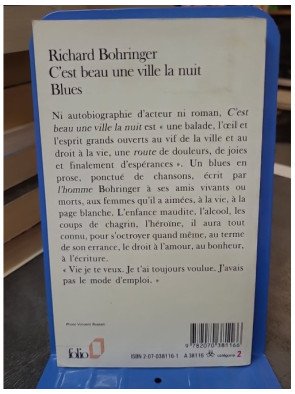 Richard Bohringer
C'est beau une ville la nuit
Blues
Ni autobiographie d'acteur ni roman, C'est
beau une ville la nuit est « une balade, l'œil et
l'esprit grands ouverts au vif de la ville et au
droit à la vie, une route de douleurs, de joies
et finalement d'espérances ». Un blues en
prose, ponctué de chansons, écrit par
l'homme Bohringer à ses amis vivants ou
morts, aux femmes qu'il a aimées, à la vie, à la
page blanche. L'enfance maudite, l'alcool, les
coups de chagrin, l'héroïne, il aura tout
connu, pour s'octroyer quand même, au terme
de son errance, le droit à l'amour, au bonheur,
à l'écriture.
« Vie je te veux. Je t'ai toujours voulue. J'avais
pas le mode d'emploi. »
Photo Vincent
folio
9 782070 381166
ISBN 2-07-038116-1 A 38116 catégorie 2